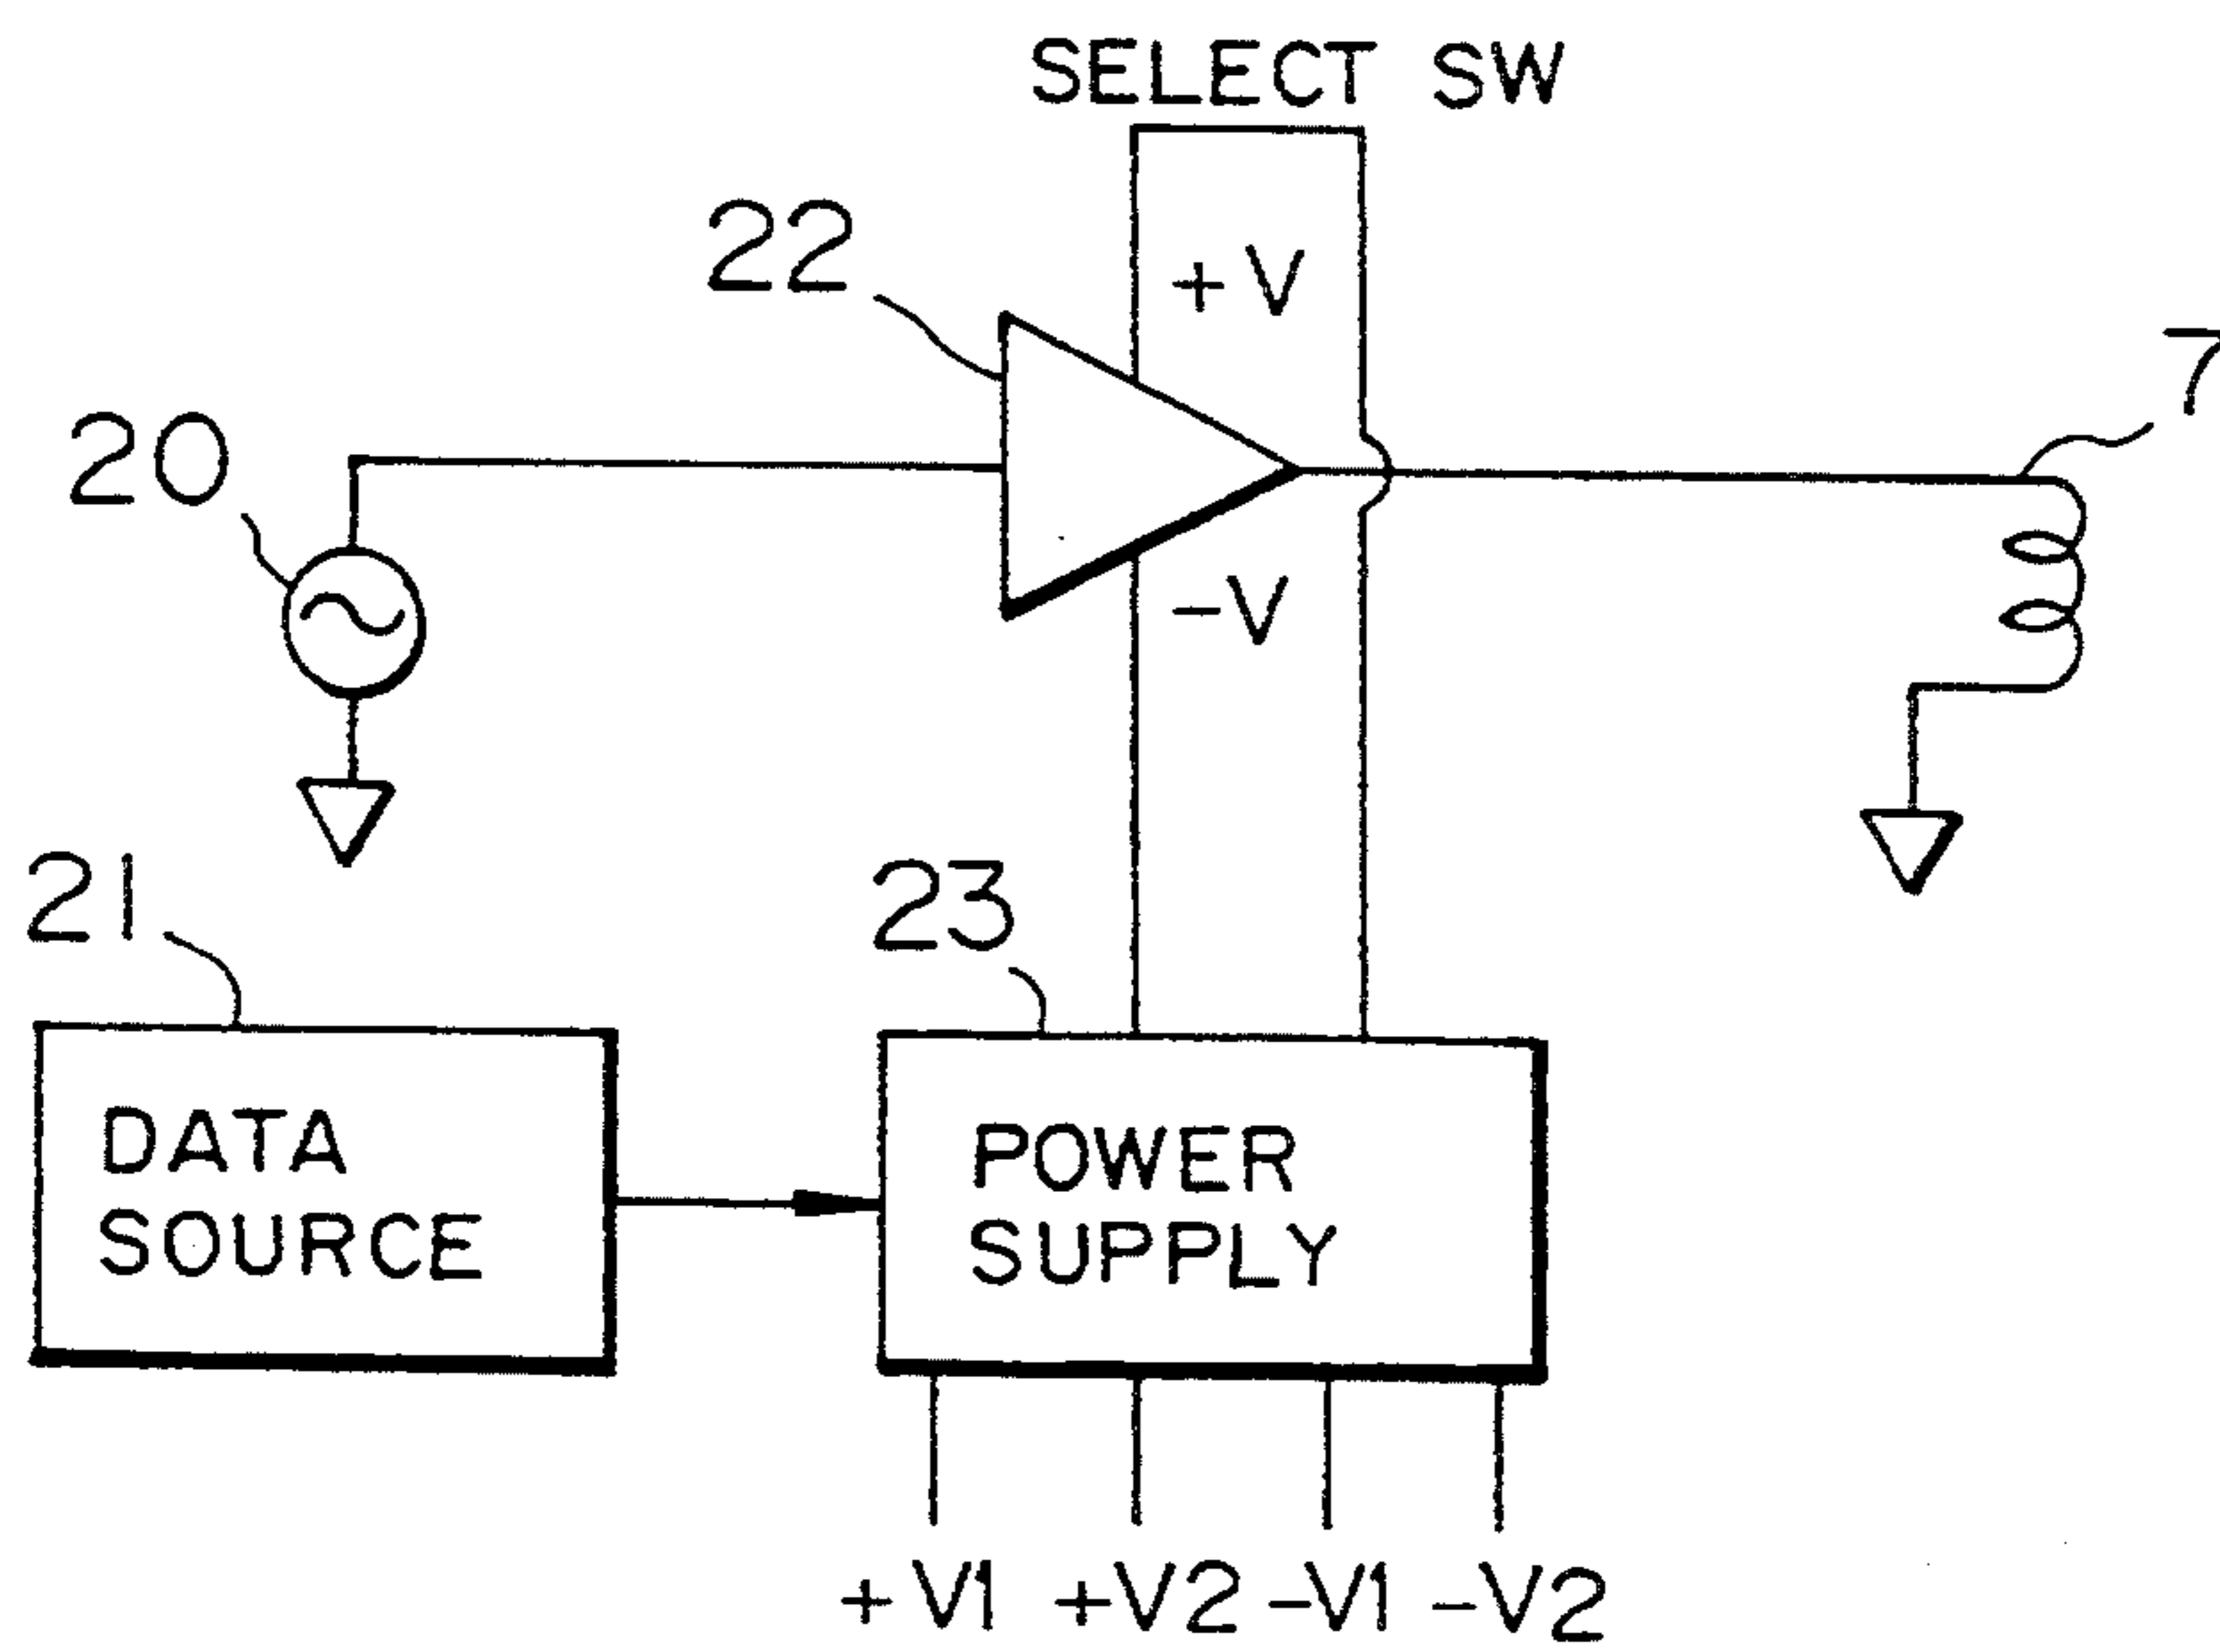 SELECT SW
22
+V
7
20
-V
21
23
DATA
SOURCE
POWER
SUPPLY
+V1 +V2 -V1 -V2